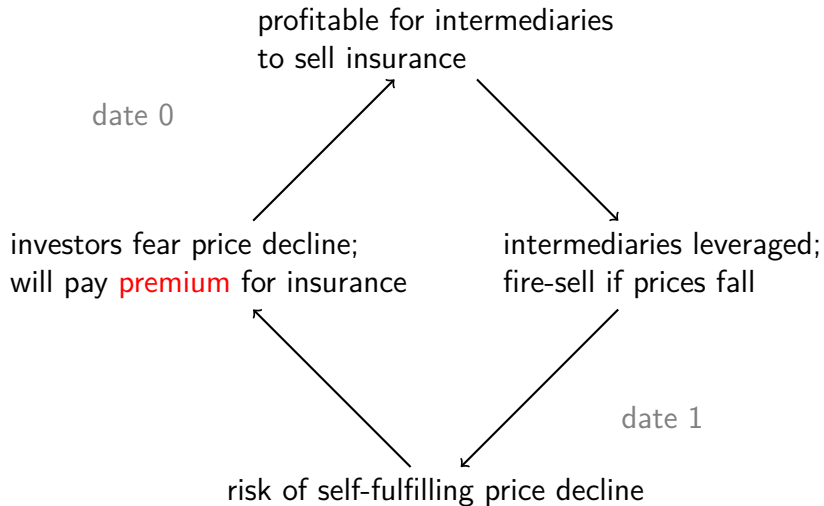 profitable for intermediaries
to sell insurance
date 0
investors fear price decline;
will pay premium for insurance
intermediaries leveraged;
fire-sell if prices fall
date 1
risk of self-fulfilling price decline